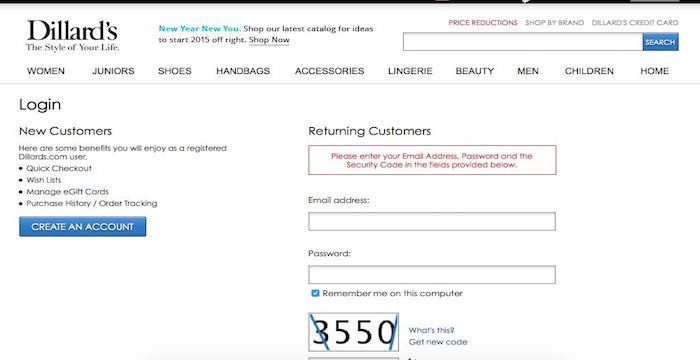 Dillard's
The Style of Your Life.
New Year New You. Shop our latest catalog for ideas
to start 2015 off right. Shop Now
PRICE REDUCTIONS SHOP BY BRAND DILLARD'S CREDIT CARD
SEARCH
WOMEN JUNIORS SHOES HANDBAGS ACCESSORIES LINGERIE BEAUTY MEN CHILDREN HOME
Login
New Customers
Here are some benefits you will enjoy as a registered
Dillards.com user.
Quick Checkout
Wish Lists
Manage eGift Cards
Purchase History / Order Tracking
CREATE AN ACCOUNT
Returning Customers
Please enter your Email Address, Password and the
Security Code in the fields provided below.
Email address:
Password:
Remember me on this computer
3550
What's this?
Get new code